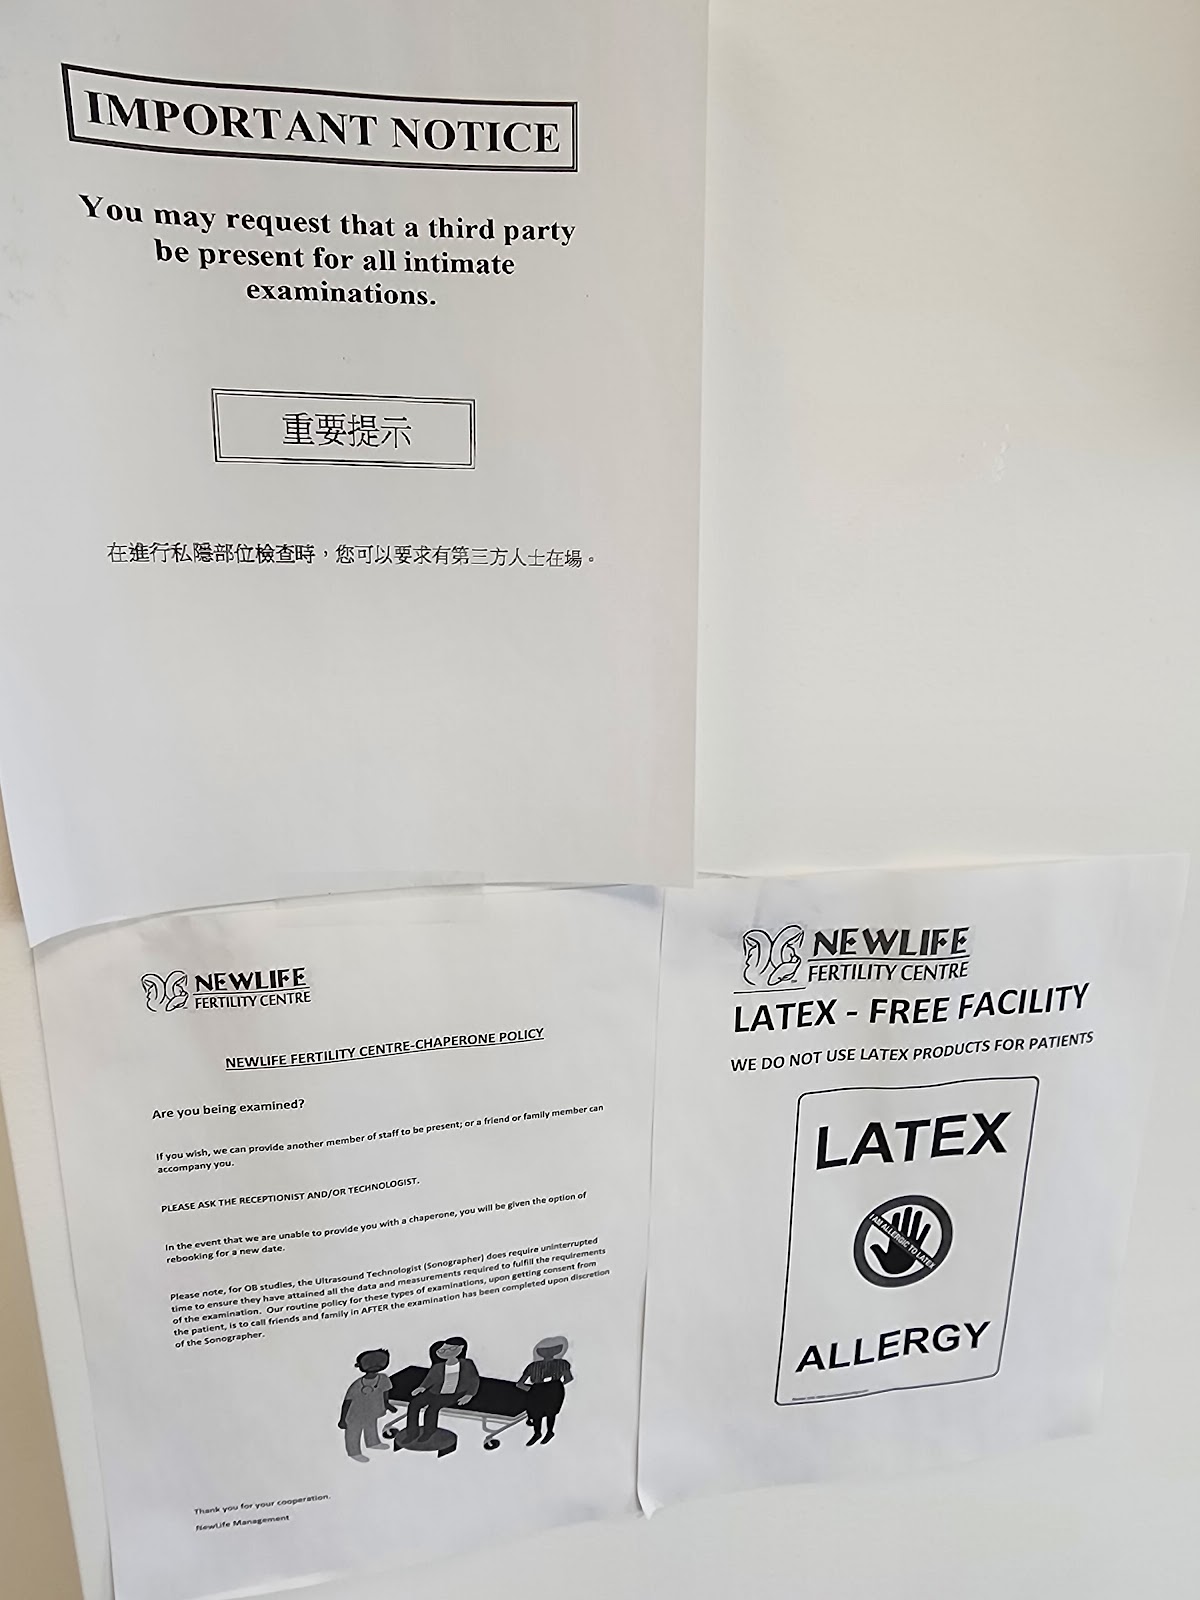 IMPORTANT NOTICE
You may request that a third party
be present for all intimate
examinations.
重要提示
在進行私隱部位檢查時，您可以要求有第三方人士在場。
NEWLIFE
FERTILITY CENTRE
NEWLIFE FERTILITY CENTRE-CHAPERONE POLICY
Are you being examined?
If you wish, we can provide another member of staff to be present; or a friend or family member can
accompany you.
PLEASE ASK THE RECEPTIONIST AND/OR TECHNOLOGIST.
In the event that we are unable to provide you with a chaperone, you will be given the option of
rebooking for a new date.
Please note, for OB studies, the Ultrasound Technologist (Sonographer) does require uninterrupted
time to ensure they have attained all the data and measurements required to fulfill the requirements
of the examination. Our routine policy for these types of examinations, upon getting consent from
the patient, is to call friends and family in AFTER the examination has been completed upon discretion
of the Sonographer.
Thank you for your cooperation.
NewLife Management
NEWLIFE
FERTILITY CENTRE
LATEX - FREE FACILITY
WE DO NOT USE LATEX PRODUCTS FOR PATIENTS
LATEX
I AM ALLERGIC TO LATEX
ALLERGY